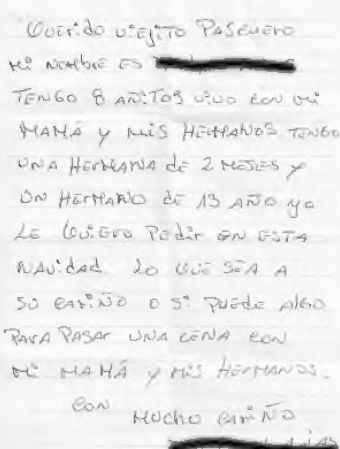 Querido viejito Pascuero
mi nombre es
TENGO 8 AÑITOS vivo con mi
MAMÁ y mis HERMANOS TENGO
UNA HERMANA de 2 MESES y
UN HERMANO de 13 AÑO yo
LE QUIERO PEDIR EN ESTA
NAVIDAD LO QUE SEA A
SU CARIÑO O SI PUEDE AlGO
PARA PASAR UNA CENA CON
MI MAMÁ y MIS HERMANOS.
CON MUCHO CARIÑO